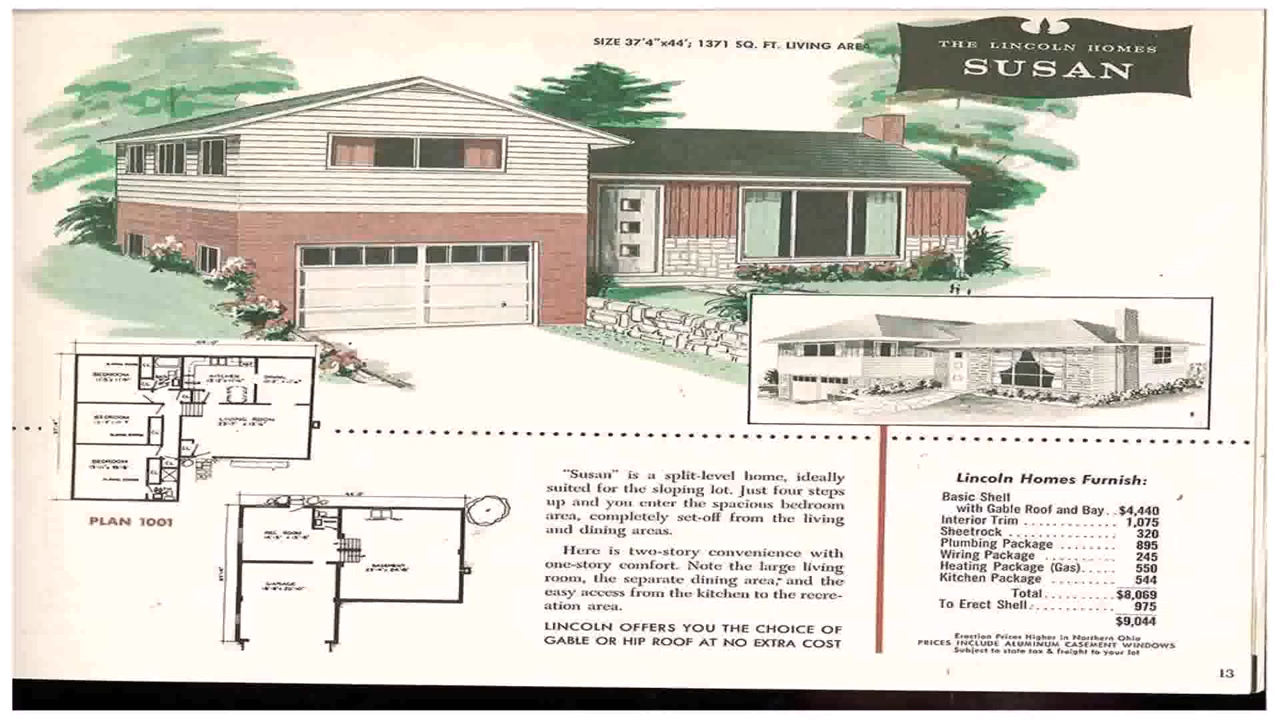 SIZE 37'4"x44'; 1371 SQ. FT. LIVING AREA
THE LINCOLN HOMES
SUSAN
BEDROOM
KITCHEN
DINING
BEDROOM
LIVING ROOM
BEDROOM
PLAN 1001
REC. ROOM
BASEMENT
GARAGE
"Susan" is a split-level home, ideally
suited for the sloping lot. Just four steps
up and you enter the spacious bedroom
area, completely set-off from the living
and dining areas.
Here is two-story convenience with
one-story comfort. Note the large living
room, the separate dining area, and the
easy access from the kitchen to the recre-
ation area.
LINCOLN OFFERS YOU THE CHOICE OF
GABLE OR HIP ROOF AT NO EXTRA COST
Lincoln Homes Furnish:
Basic Shell
with Gable Roof and Bay..$4,440
Interior Trim ............... 1,075
Sheetrock ................. 320
Plumbing Package ........ 895
Wiring Package ........... 245
Heating Package (Gas)..... 550
Kitchen Package .......... 544
Total..........$8,069
To Erect Shell.............. 975
$9,044
Erection Prices Higher in Northern Ohio
PRICES INCLUDE ALUMINUM CASEMENT WINDOWS
Subject to state tax & freight to your lot
13